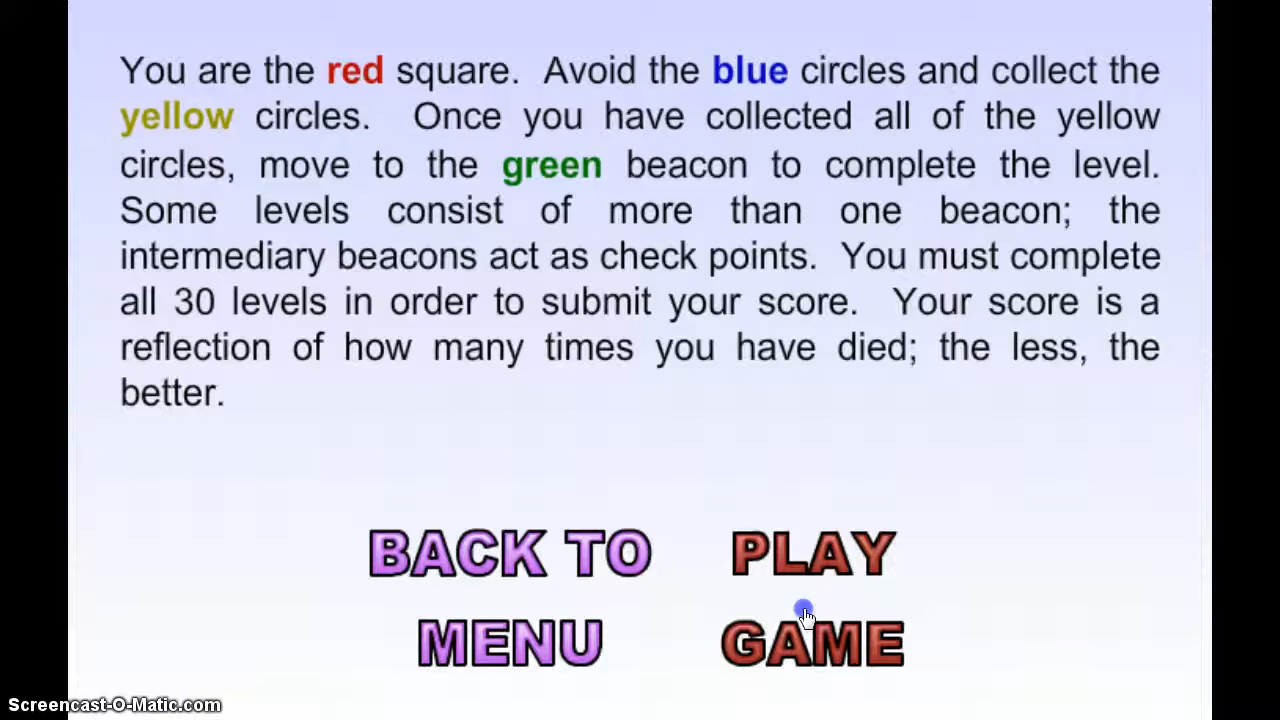 You are the red square. Avoid the blue circles and collect the
yellow circles. Once you have collected all of the yellow
circles, move to the green beacon to complete the level.
Some levels consist of more than one beacon; the
intermediary beacons act as check points. You must complete
all 30 levels in order to submit your score. Your score is a
reflection of how many times you have died; the less, the
better.
BACK TO
MENU
PLAY
GAME
Screencast-O-Matic.com